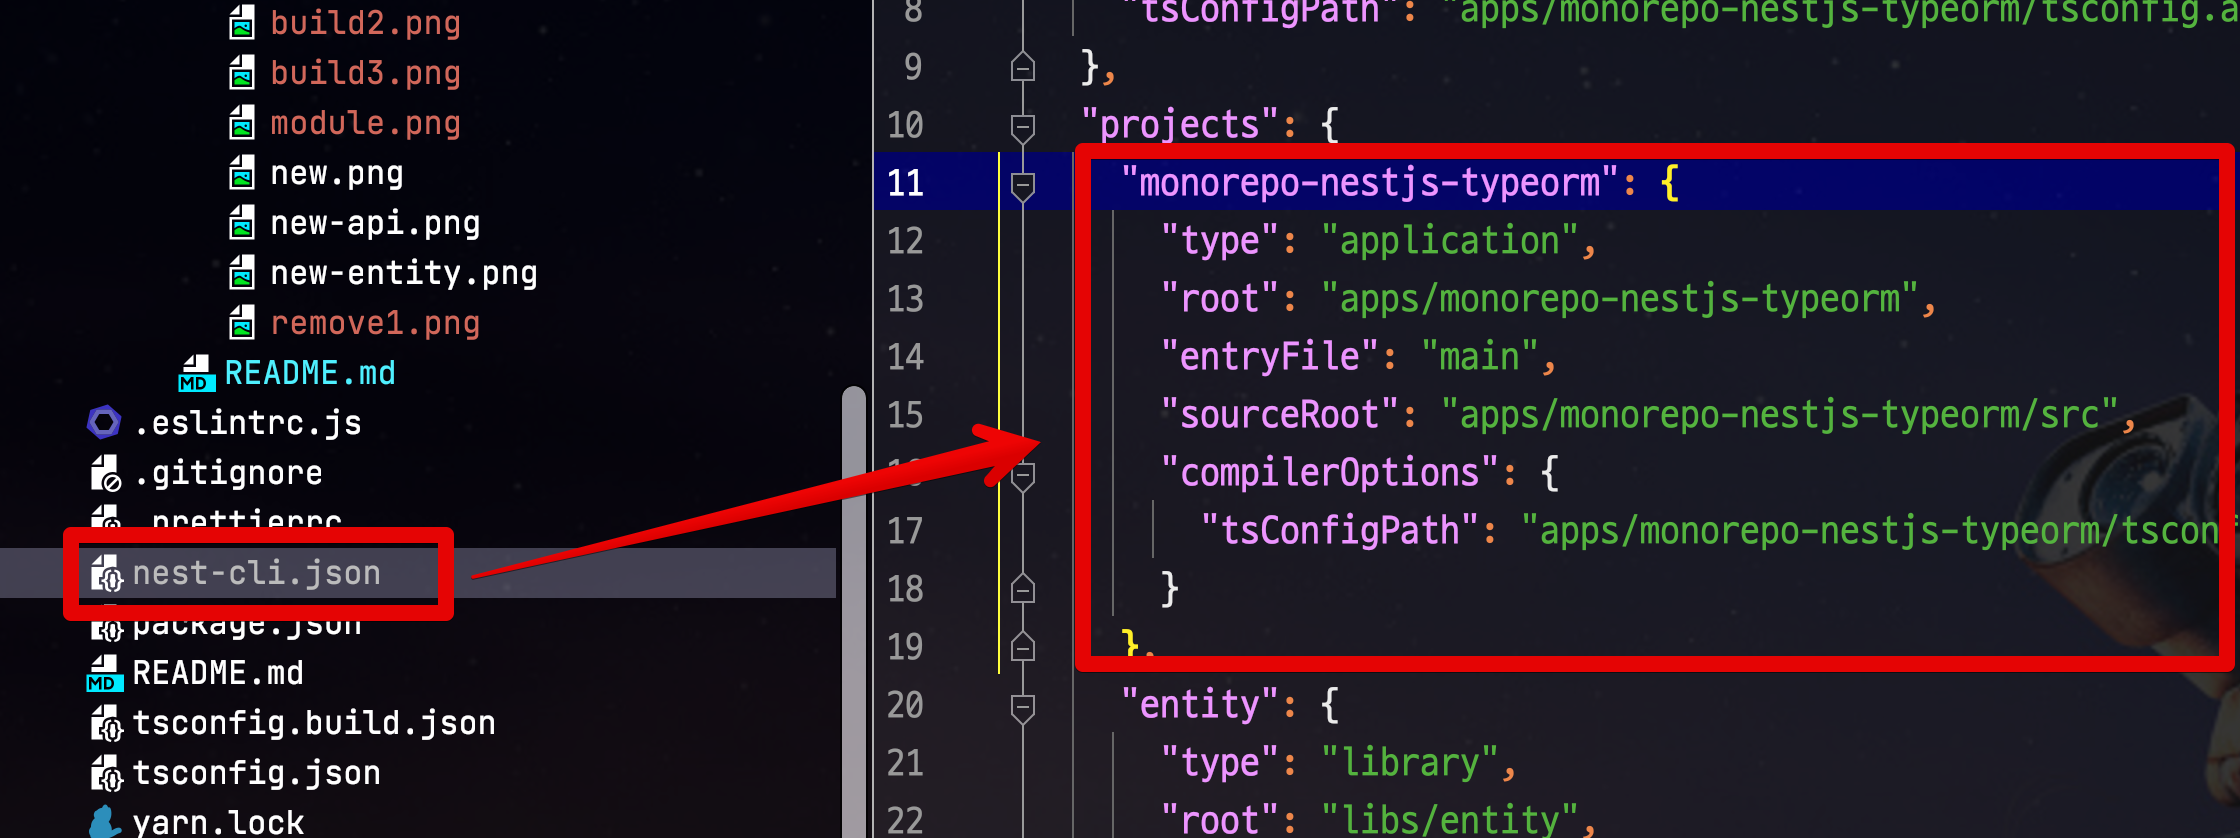 build2.png
build3.png
module.png
new.png
new-api.png
new-entity.png
remove1.png
MD README.md
.eslintrc.js
.gitignore
.prettierrc
nest-cli.json
package.json
MD README.md
tsconfig.build.json
tsconfig.json
yarn.lock
8 "tsConfigPath": "apps/monorepo-nestjs-typeorm/tsconfig.a
9 },
10 "projects": {
11 "monorepo-nestjs-typeorm": {
12 "type": "application",
13 "root": "apps/monorepo-nestjs-typeorm",
14 "entryFile": "main",
15 "sourceRoot": "apps/monorepo-nestjs-typeorm/src",
16 "compilerOptions": {
17 "tsConfigPath": "apps/monorepo-nestjs-typeorm/tscon
18 }
19 },
20 "entity": {
21 "type": "library",
22 "root": "libs/entity",